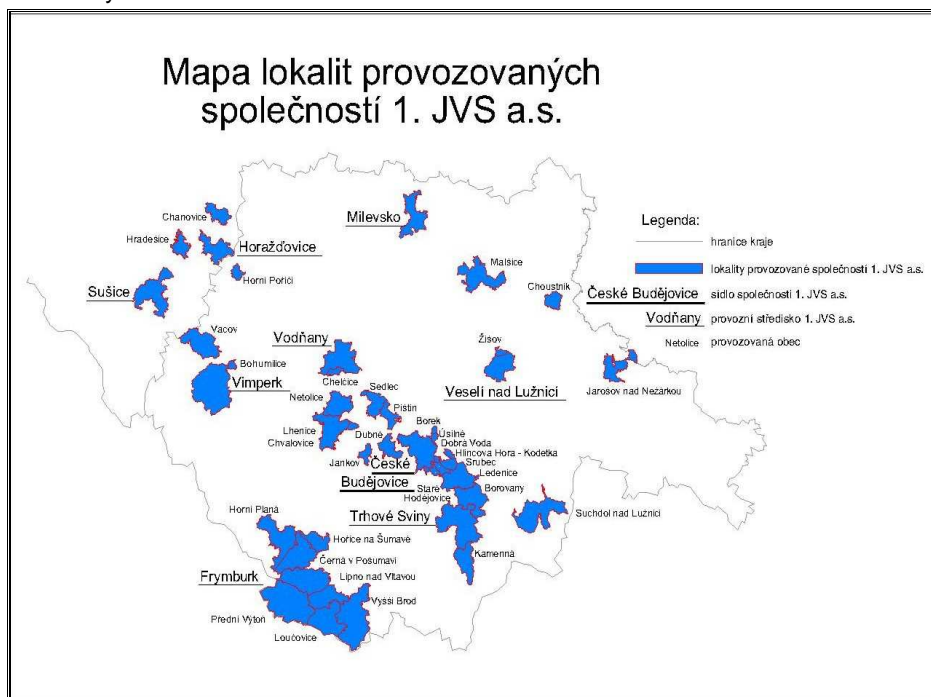 Mapa lokalit provozovaných
společností 1. JVS a.s.
Legenda:
hranice kraje
lokality provozované společností 1. JVS a.s.
České Budějovice sídlo společnosti 1. JVS a.s.
Vodňany provozní středisko 1. JVS a.s.
Netolice provozovaná obec
Chanovice
Milevsko
Hradešice
Horažďovice
Horní Poříčí
Malšice
Sušice
Choustník
Vacov
Vodňany
Žišov
Bohumilice
Vimperk
Chelčice
Sedlec
Veselí nad Lužnicí
Jarošov nad Nežárkou
Netolice
Pištín
Borek
Lhenice
Dubné
Úsilné
Chvalovice
Dobrá Voda
Hlincova Hora - Kodetka
Jankov
České
Budějovice
Srubec
Ledenice
Staré
Hodějovice
Borovany
Trhové Sviny
Suchdol nad Lužnicí
Horní Planá
Hořice na Šumavě
Kamenná
Černá v Pošumaví
Frymburk
Lipno nad Vltavou
Vyšší Brod
Přední Výtoň
Loučovice